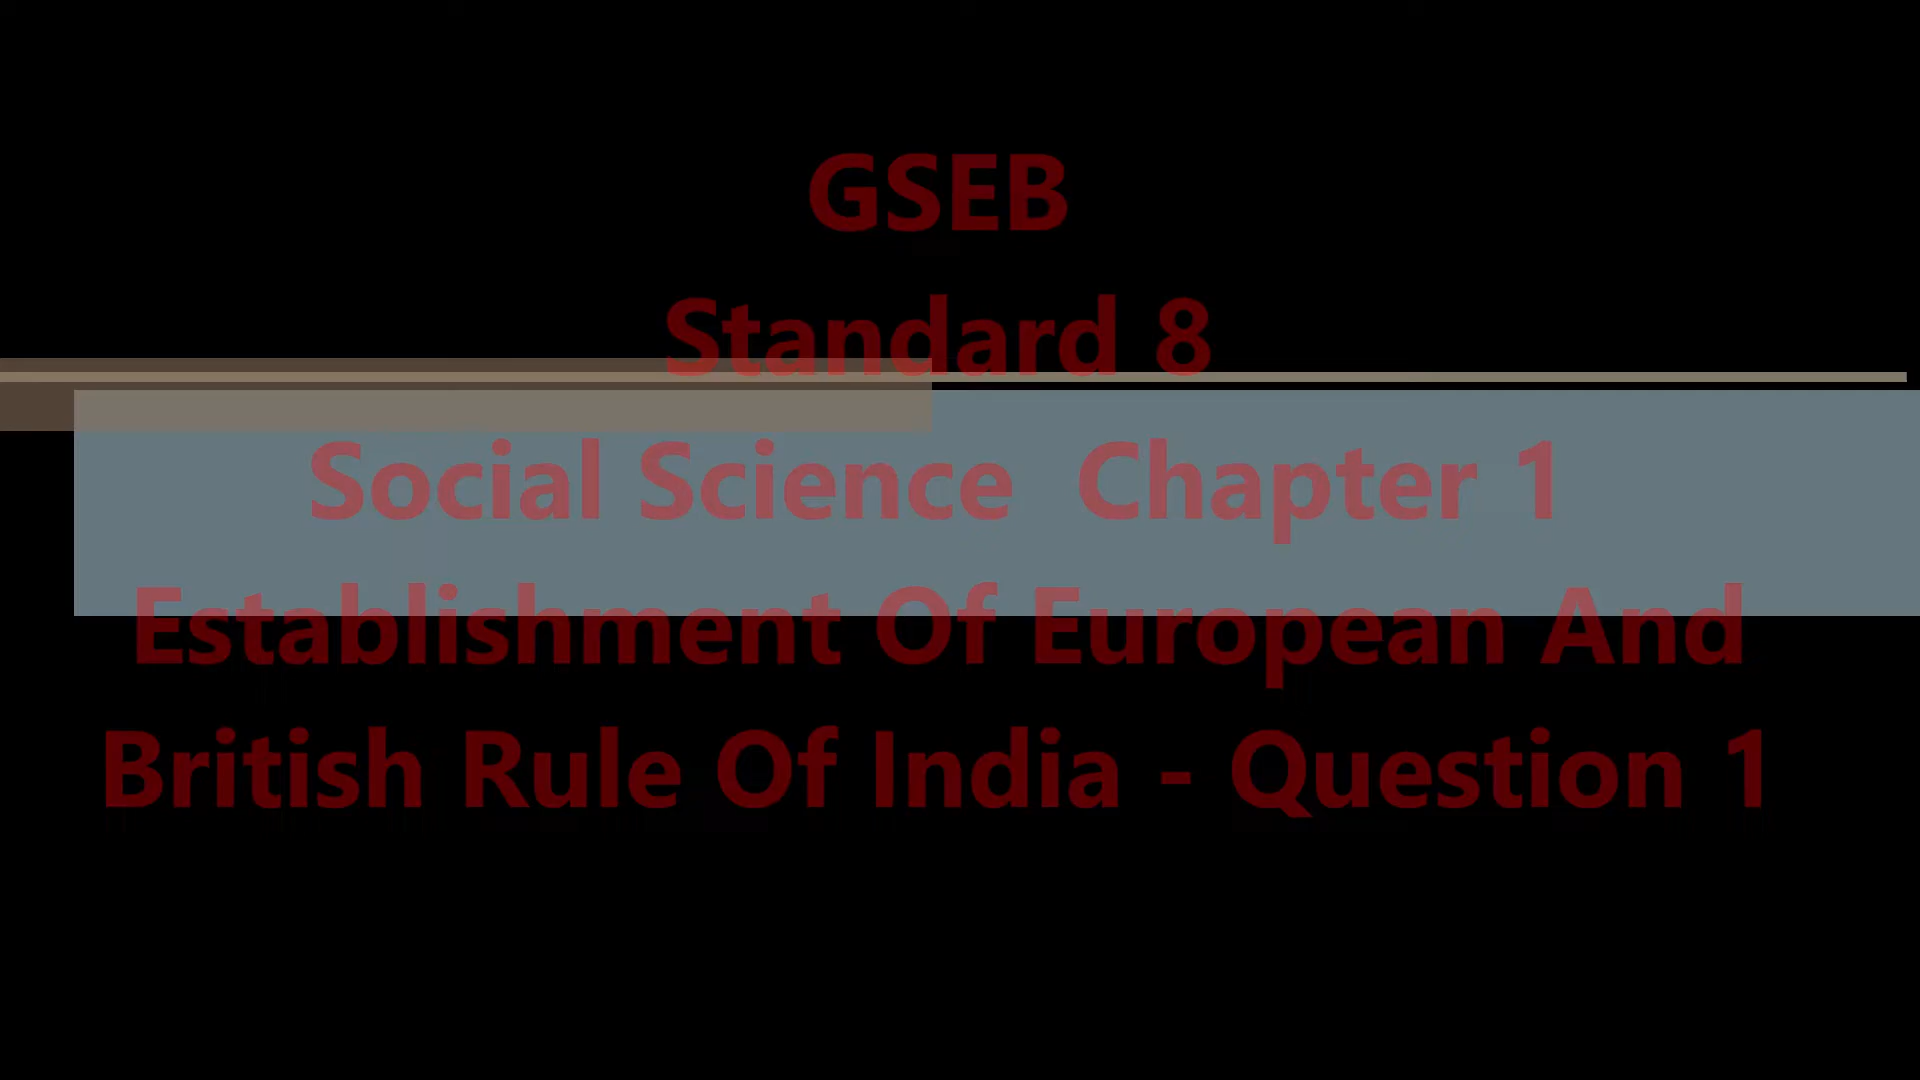 GSEB
Standard 8
Social Science Chapter 1
Establishment Of European And
British Rule Of India - Question 1